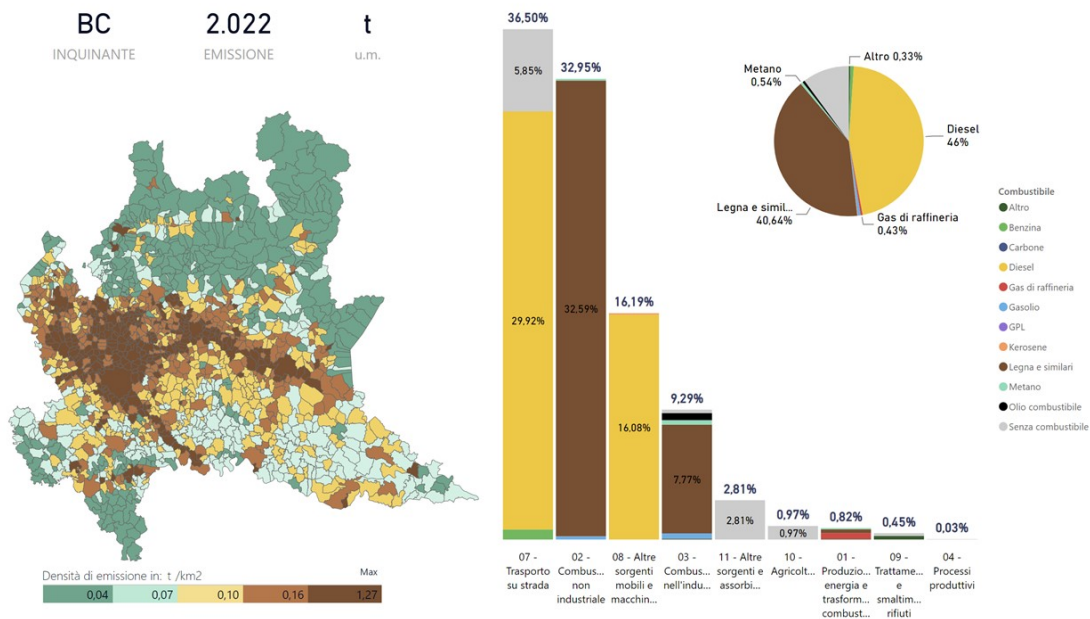 BC
2.022
t
INQUINANTE
EMISSIONE
u.m.
Densità di emissione in: t /km2
Max
0,04
0,07
0,10
0,16
1,27
36,50%
5,85%
29,92%
32,95%
32,59%
16,19%
16,08%
9,29%
7,77%
2,81%
2,81%
0,97%
0,97%
0,82%
0,45%
0,03%
07 -
Trasporto
su strada
02 -
Combus...
non
industriale
08 - Altre
sorgenti
mobili e
macchin...
03 -
Combus...
nell'indu...
11 - Altre
sorgenti e
assorbi...
10 -
Agricolt...
01 -
Produzio...
energia e
trasform...
combust...
09 -
Trattame...
e
smaltim...
rifiuti
04 -
Processi
produttivi
Altro 0,33%
Metano
0,54%
Diesel
46%
Legna e simil...
40,64%
Gas di raffineria
0,43%
Combustibile
Altro
Benzina
Carbone
Diesel
Gas di raffineria
Gasolio
GPL
Kerosene
Legna e similari
Metano
Olio combustibile
Senza combustibile